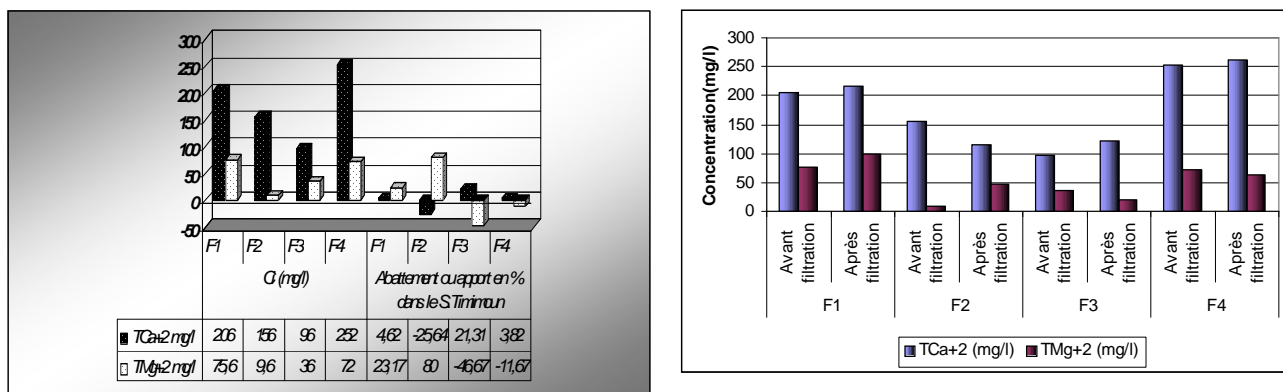 300
250
200
150
100
50
0
-50
F1 F2 F3 F4 F1 F2 F3 F4
Ci (mg/l) Abattement ou apport en %
dans le S.Timimoun
TCa+2 mg/l 206 156 96 252 4,62 -25,64 21,31 3,82
TMg+2 mg/l 75,6 9,6 36 72 23,17 80 -46,67 -11,67
Concentration(mg/l)
300
250
200
150
100
50
0
Avant filtration
Après filtration
Avant filtration
Après filtration
Avant filtration
Après filtration
Avant filtration
Après filtration
F1 F2 F3 F4
TCa+2 (mg/l) TMg+2 (mg/l)